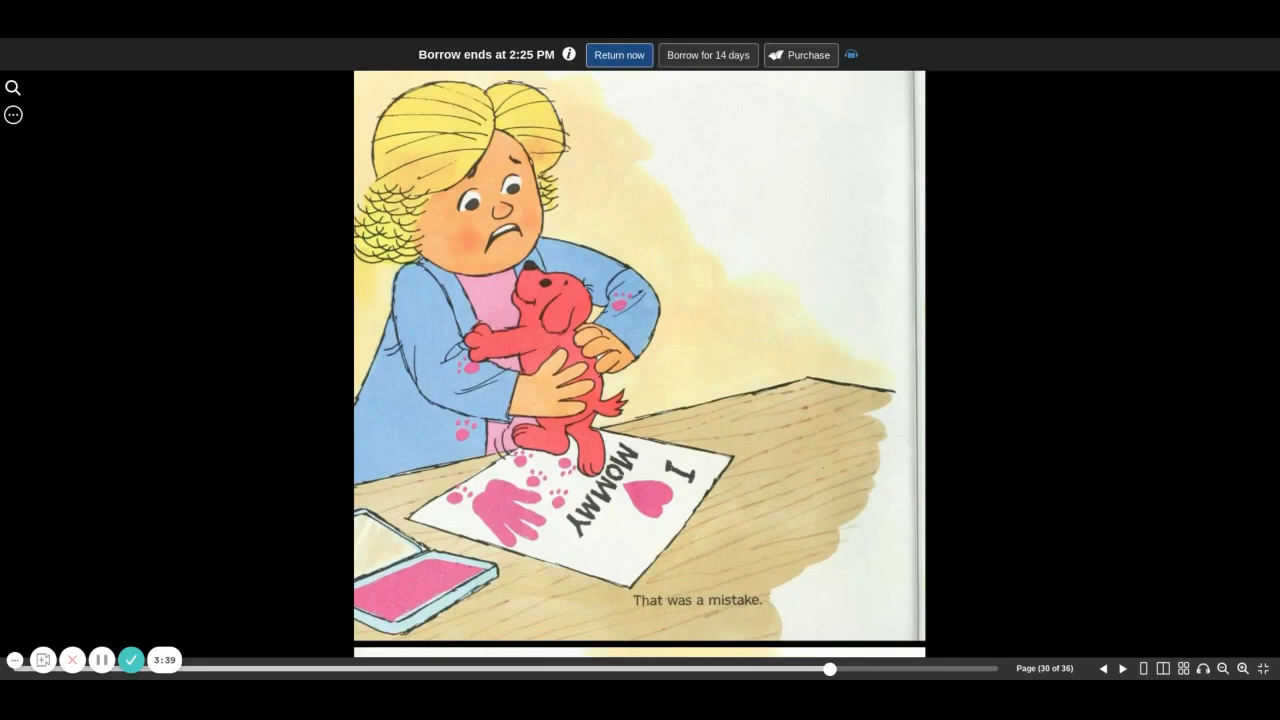 Borrow ends at 2:25 PM
Return now
Borrow for 14 days
Purchase
I
MOMMY
That was a mistake.
3:39
Page (30 of 36)